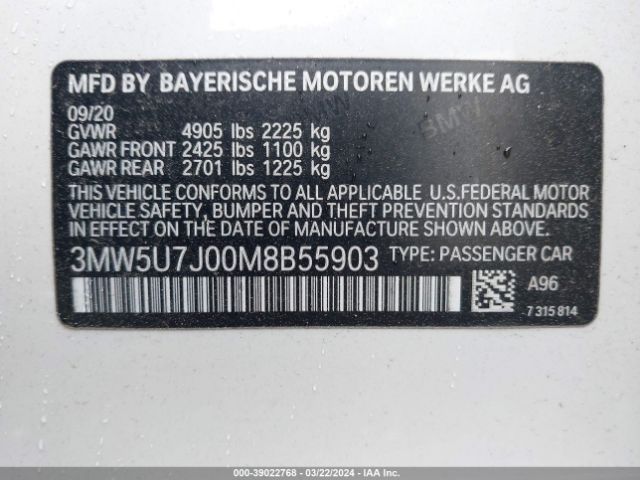 MFD BY BAYERISCHE MOTOREN WERKE AG
09/20
GVWR 4905 lbs 2225 kg
GAWR FRONT 2425 lbs 1100 kg
GAWR REAR 2701 lbs 1225 kg
THIS VEHICLE CONFORMS TO ALL APPLICABLE U.S.FEDERAL MOTOR
VEHICLE SAFETY, BUMPER AND THEFT PREVENTION STANDARDS
IN EFFECT ON THE DATE OF MANUFACTURE SHOWN ABOVE.
3MW5U7J00M8B55903 TYPE: PASSENGER CAR
A96
7 315 814
000-39022768 - 03/22/2024 - IAA Inc.